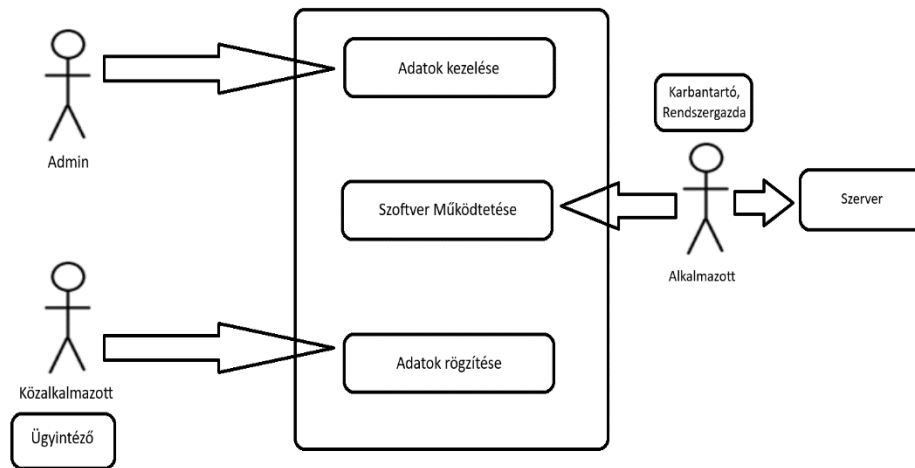 Adatok kezelése
Admin
Karbantartó,
Rendszergazda
Szoftver Működtetése
Szerver
Alkalmazott
Adatok rögzítése
Közalkalmazott
Ügyintéző